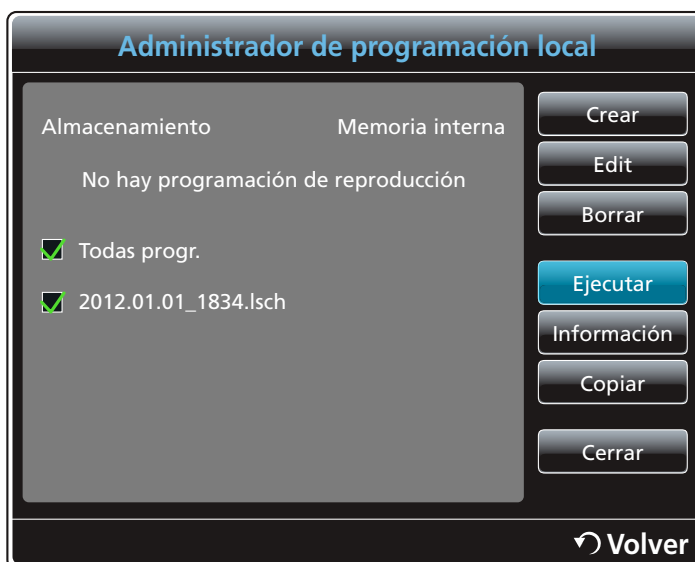 Administrador de programación local
Almacenamiento Memoria interna
No hay programación de reproducción
Todas progr.
2012.01.01_1834.lsch
Crear
Edit
Borrar
Ejecutar
Información
Copiar
Cerrar
Volver